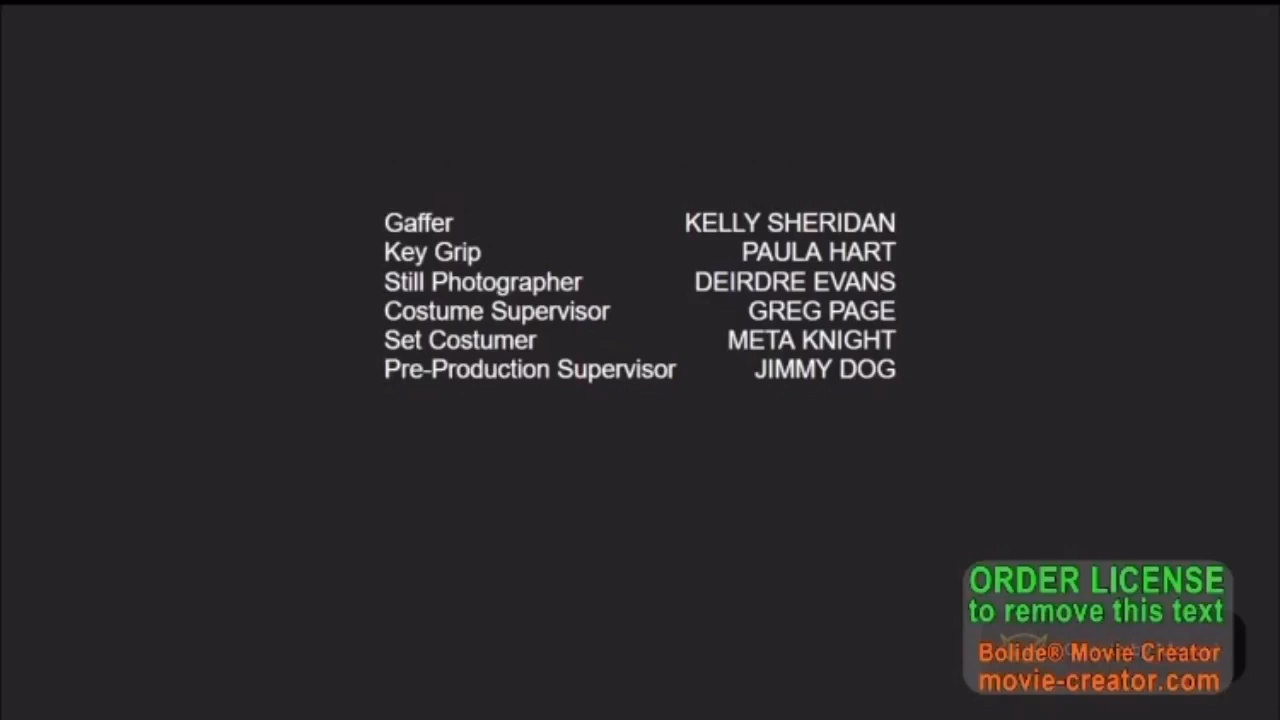 Gaffer KELLY SHERIDAN
Key Grip PAULA HART
Still Photographer DEIRDRE EVANS
Costume Supervisor GREG PAGE
Set Costumer META KNIGHT
Pre-Production Supervisor JIMMY DOG
ORDER LICENSE
to remove this text
Bolide® Movie Creator
movie-creator.com